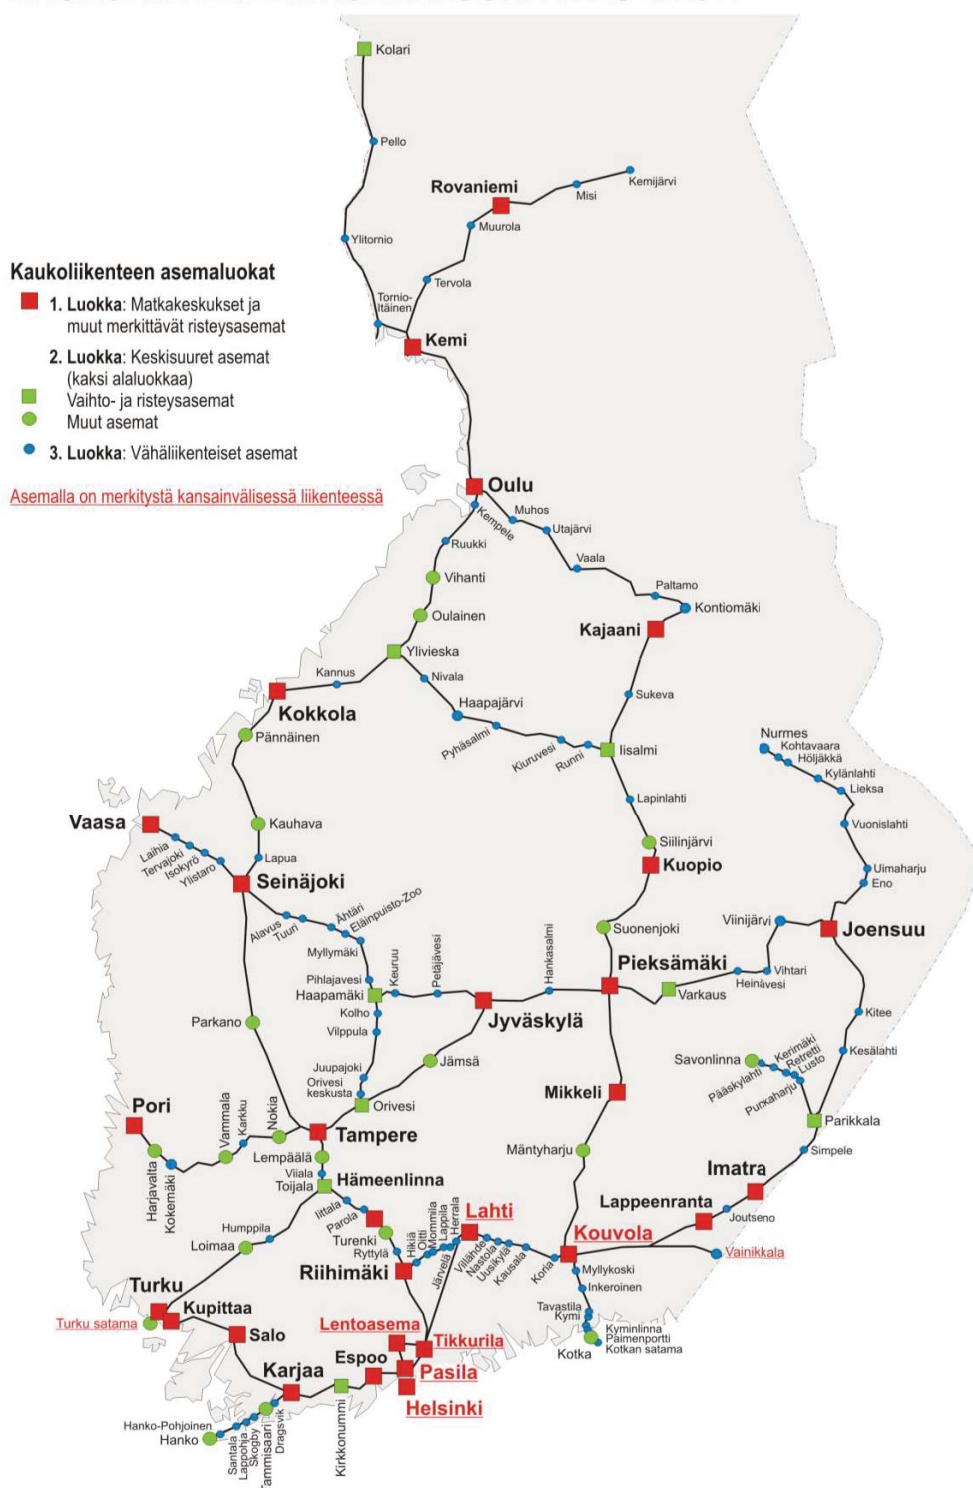 Kolari
Pello
Rovaniemi
Kemijärvi
Misi
Muurola
Ylitornio
Tervola
Kaukoliikenteen asemaluokat
1. Luokka: Matkakeskukset ja
muut merkittävät risteysasemat
2. Luokka: Keskisuuret asemat
(kaksi alaluokkaa)
Vaihto- ja risteysasemat
Muut asemat
3. Luokka: Vähäliikenteiset asemat
Asemalla on merkitystä kansainvälisessä liikenteessä
Tornio-
Itäinen
Kemi
Oulu
Kempele
Muhos
Utajärvi
Ruukki
Vaala
Vihanti
Paltamo
Kontiomäki
Oulainen
Kajaani
Ylivieska
Kannus
Nivala
Kokkola
Haapajärvi
Sukeva
Pännäinen
Pyhäsalmi
Kiuruvesi
Runni
Iisalmi
Nurmes
Kohtavaara
Höljäkkä
Kylänlahti
Lieksa
Lapinlahti
Vuonislahti
Vaasa
Kauhava
Laihia
Tervajoki
Isokyrö
Ylistaro
Lapua
Siilinjärvi
Kuopio
Uimaharju
Eno
Seinäjoki
Alavus
Tuuri
Ähtäri
Eläinpuisto-Zoo
Myllymäki
Suonenjoki
Viinijärvi
Joensuu
Pihlajavesi
Haapamäki
Keuruu
Petäjävesi
Hankasalmi
Pieksämäki
Vihtari
Heinävesi
Varkaus
Kolho
Vilppula
Jyväskylä
Parkano
Kitee
Kesälahti
Jämsä
Juupajoki
Orivesi
keskusta
Orivesi
Savonlinna
Pääskylahti
Kerimäki
Retretti
Lusto
Punkaharju
Mikkeli
Parikkala
Pori
Vammala
Karkku
Nokia
Tampere
Harjavalta
Kokemäki
Lempäälä
Viiala
Toijala
Mäntyharju
Simpele
Imatra
Hämeenlinna
Iittala
Parola
Turenki
Ryttylä
Lappeenranta
Joutseno
Humppila
Loimaa
Hikiä
Oitti
Mommila
Lappila
Järvelä
Herrala
Lahti
Villähde
Nastola
Uusikylä
Kausala
Koria
Kouvola
Vainikkala
Riihimäki
Myllykoski
Inkeroinen
Turku
Kupittaa
Turku satama
Salo
Lentoasema
Tikkurila
Tavastila
Kymi
Kyminlinna
Paimenportti
Kotkan satama
Kotka
Karjaa
Espoo
Pasila
Helsinki
Hanko-Pohjoinen
Hanko
Santala
Lappohja
Skogby
Tammisaari
Dragsvik
Kirkkonummi